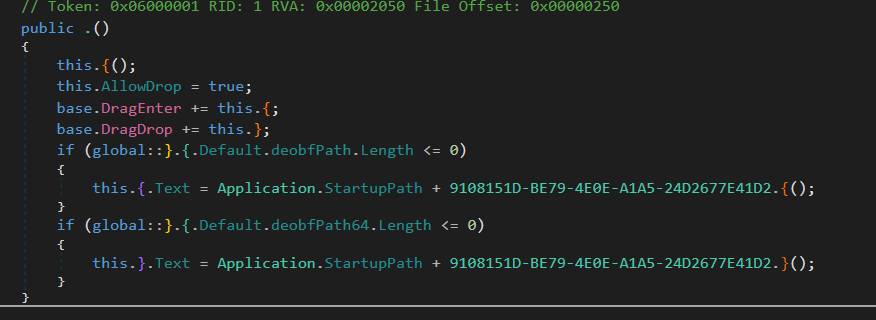 // Token: 0x06000001 RID: 1 RVA: 0x00002050 File Offset: 0x00000250
public .()
{
this.{();
this.AllowDrop = true;
base.DragEnter += this.{;
base.DragDrop += this.};
if (global::}.{.Default.deobfPath.Length <= 0)
{
this.{.Text = Application.StartupPath + 9108151D-BE79-4E0E-A1A5-24D2677E41D2.{();
}
if (global::}.{.Default.deobfPath64.Length <= 0)
{
this.}.Text = Application.StartupPath + 9108151D-BE79-4E0E-A1A5-24D2677E41D2.}();
}
}